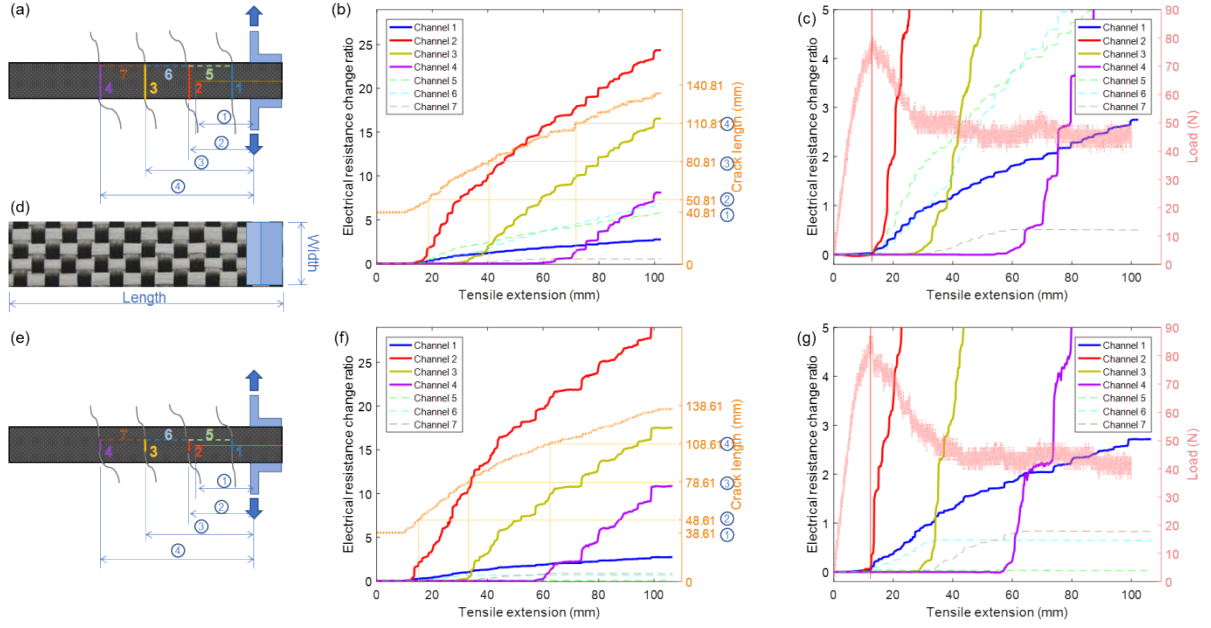 (a)
7 6 5
4 3 2 1
①
②
③
④
(b)
Electrical resistance change ratio
25
20
15
10
5
0
Channel 1
Channel 2
Channel 3
Channel 4
Channel 5
Channel 6
Channel 7
0 20 40 60 80 100
Tensile extension (mm)
140.81
110.81 ④
80.81 ③
50.81 ②
40.81 ①
0
Crack length (mm)
(c)
Electrical resistance change ratio
5
4
3
2
1
0
0 20 40 60 80 100
Tensile extension (mm)
Channel 1
Channel 2
Channel 3
Channel 4
Channel 5
Channel 6
Channel 7
90
80
70
60
50
40
30
20
10
0
Load (N)
(d)
Width
Length
(e)
7 6 5
4 3 2 1
①
②
③
④
(f)
Electrical resistance change ratio
25
20
15
10
5
0
Channel 1
Channel 2
Channel 3
Channel 4
Channel 5
Channel 6
Channel 7
0 20 40 60 80 100
Tensile extension (mm)
138.61
108.61 ④
78.61 ③
48.61 ②
38.61 ①
0
Crack length (mm)
(g)
Electrical resistance change ratio
5
4
3
2
1
0
0 20 40 60 80 100
Tensile extension (mm)
Channel 1
Channel 2
Channel 3
Channel 4
Channel 5
Channel 6
Channel 7
90
80
70
60
50
40
30
20
10
0
Load (N)